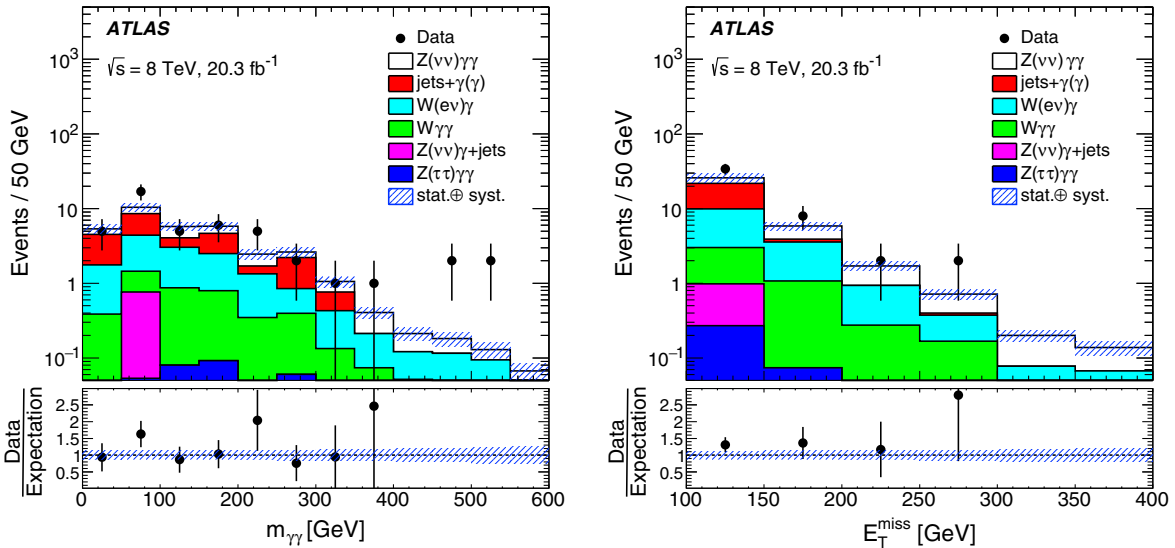 ATLAS
√s = 8 TeV, 20.3 fb⁻¹
Data
Z(νν)γγ
jets+γ(γ)
W(eν)γ
Wγγ
Z(νν)γ+jets
Z(ττ)γγ
stat.⊕ syst.
Events / 50 GeV
10³
10²
10
1
10⁻¹
Data
Expectation
2.5
2
1.5
1
0.5
0 100 200 300 400 500 600
mγγ [GeV]
ATLAS
√s = 8 TeV, 20.3 fb⁻¹
Data
Z(νν)γγ
jets+γ(γ)
W(eν)γ
Wγγ
Z(νν)γ+jets
Z(ττ)γγ
stat.⊕ syst.
Events / 50 GeV
10³
10²
10
1
10⁻¹
Data
Expectation
2.5
2
1.5
1
0.5
100 150 200 250 300 350 400
E_T^miss [GeV]